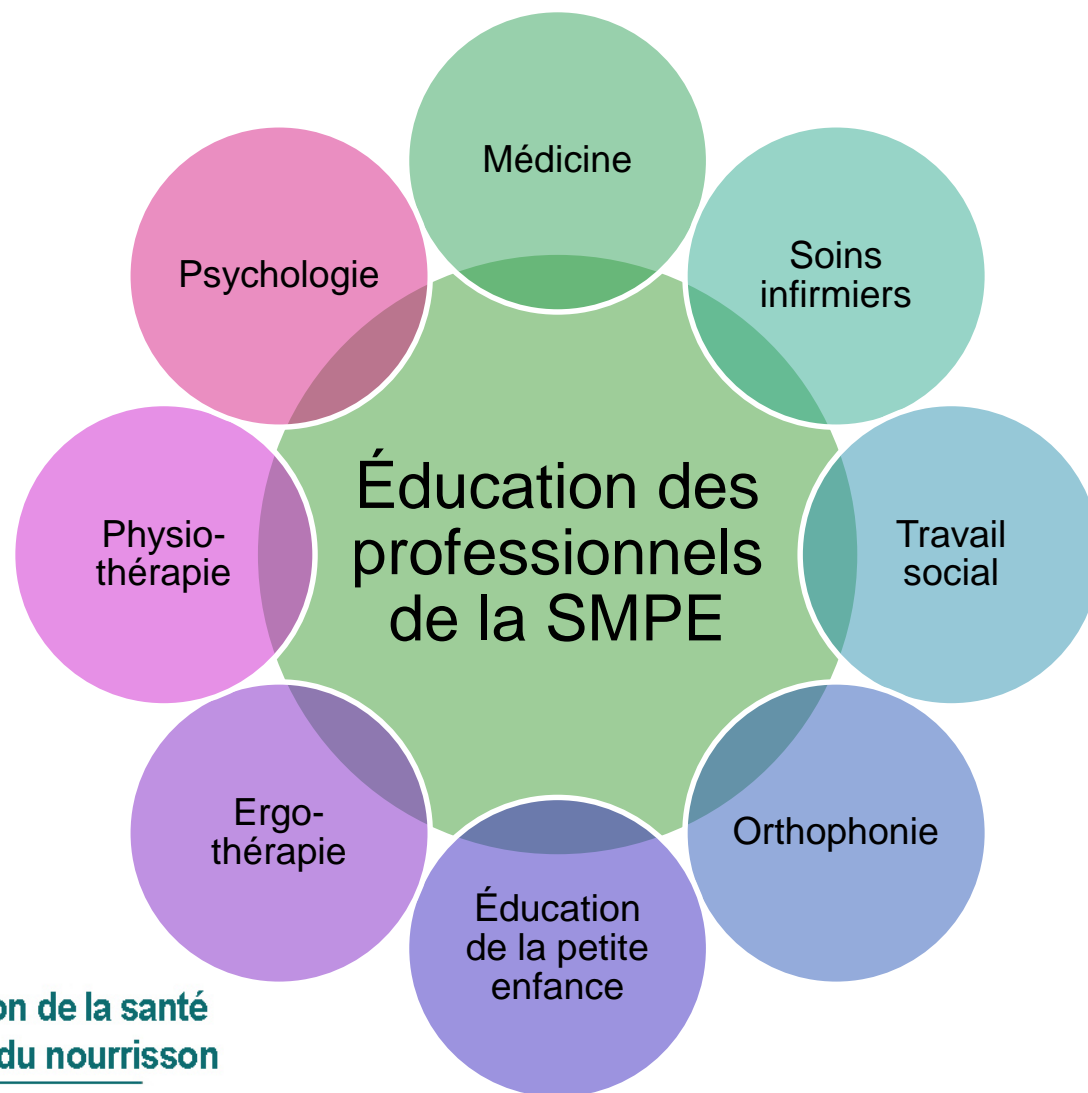 Médicine
Soins
infirmiers
Psychologie
Éducation des
professionnels
de la SMPE
Physio-
thérapie
Travail
social
Ergo-
thérapie
Orthophonie
Éducation
de la petite
enfance
de la santé
du nourrisson